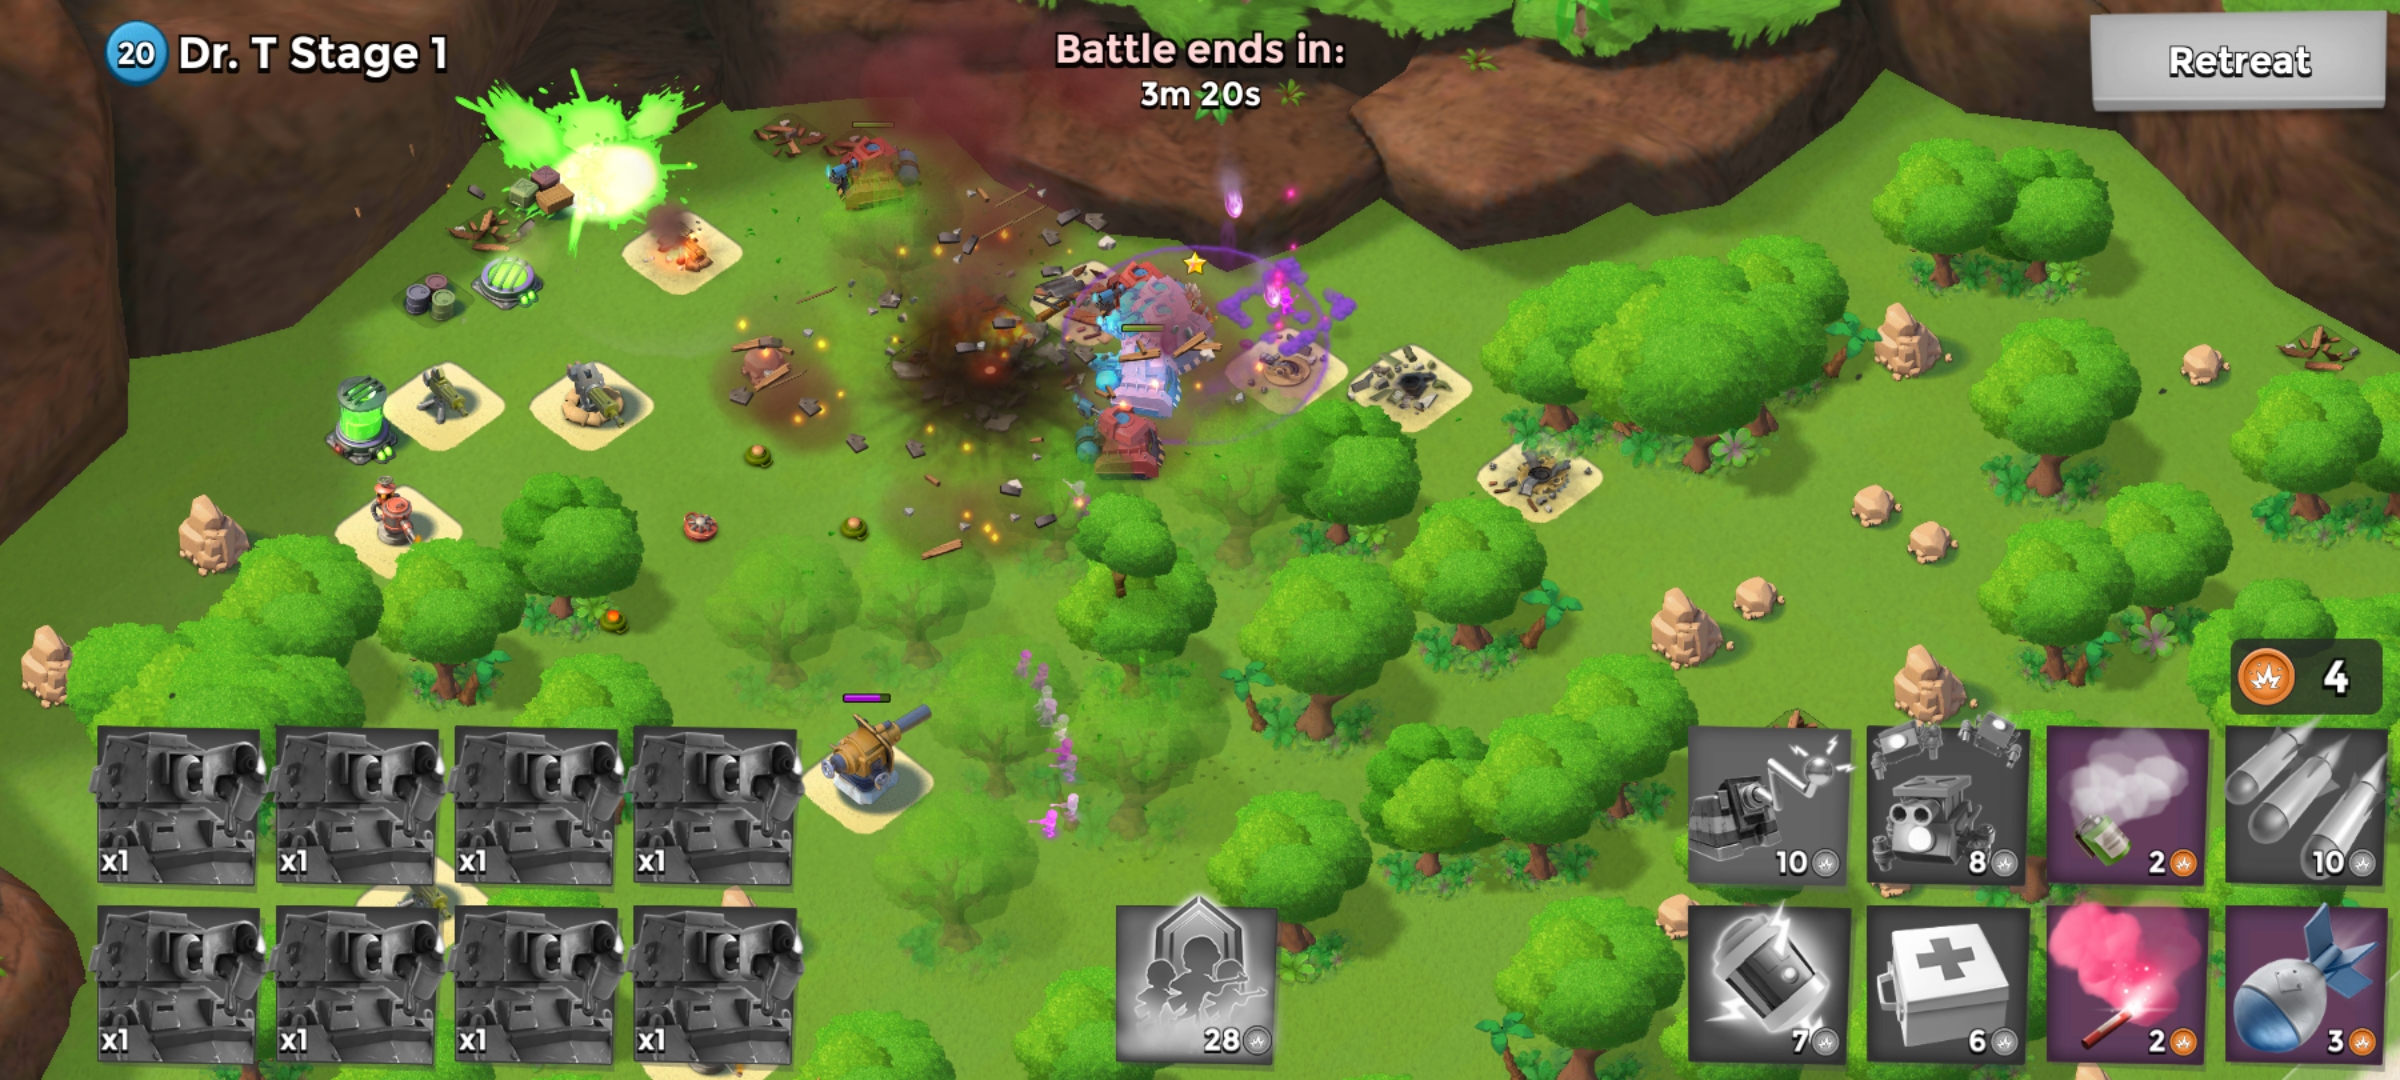 20 Dr. T Stage 1
Battle ends in:
3m 20s
Retreat
4
x1 x1 x1 x1
10 8 2 10
x1 x1 x1 x1
28
7 6 2 3